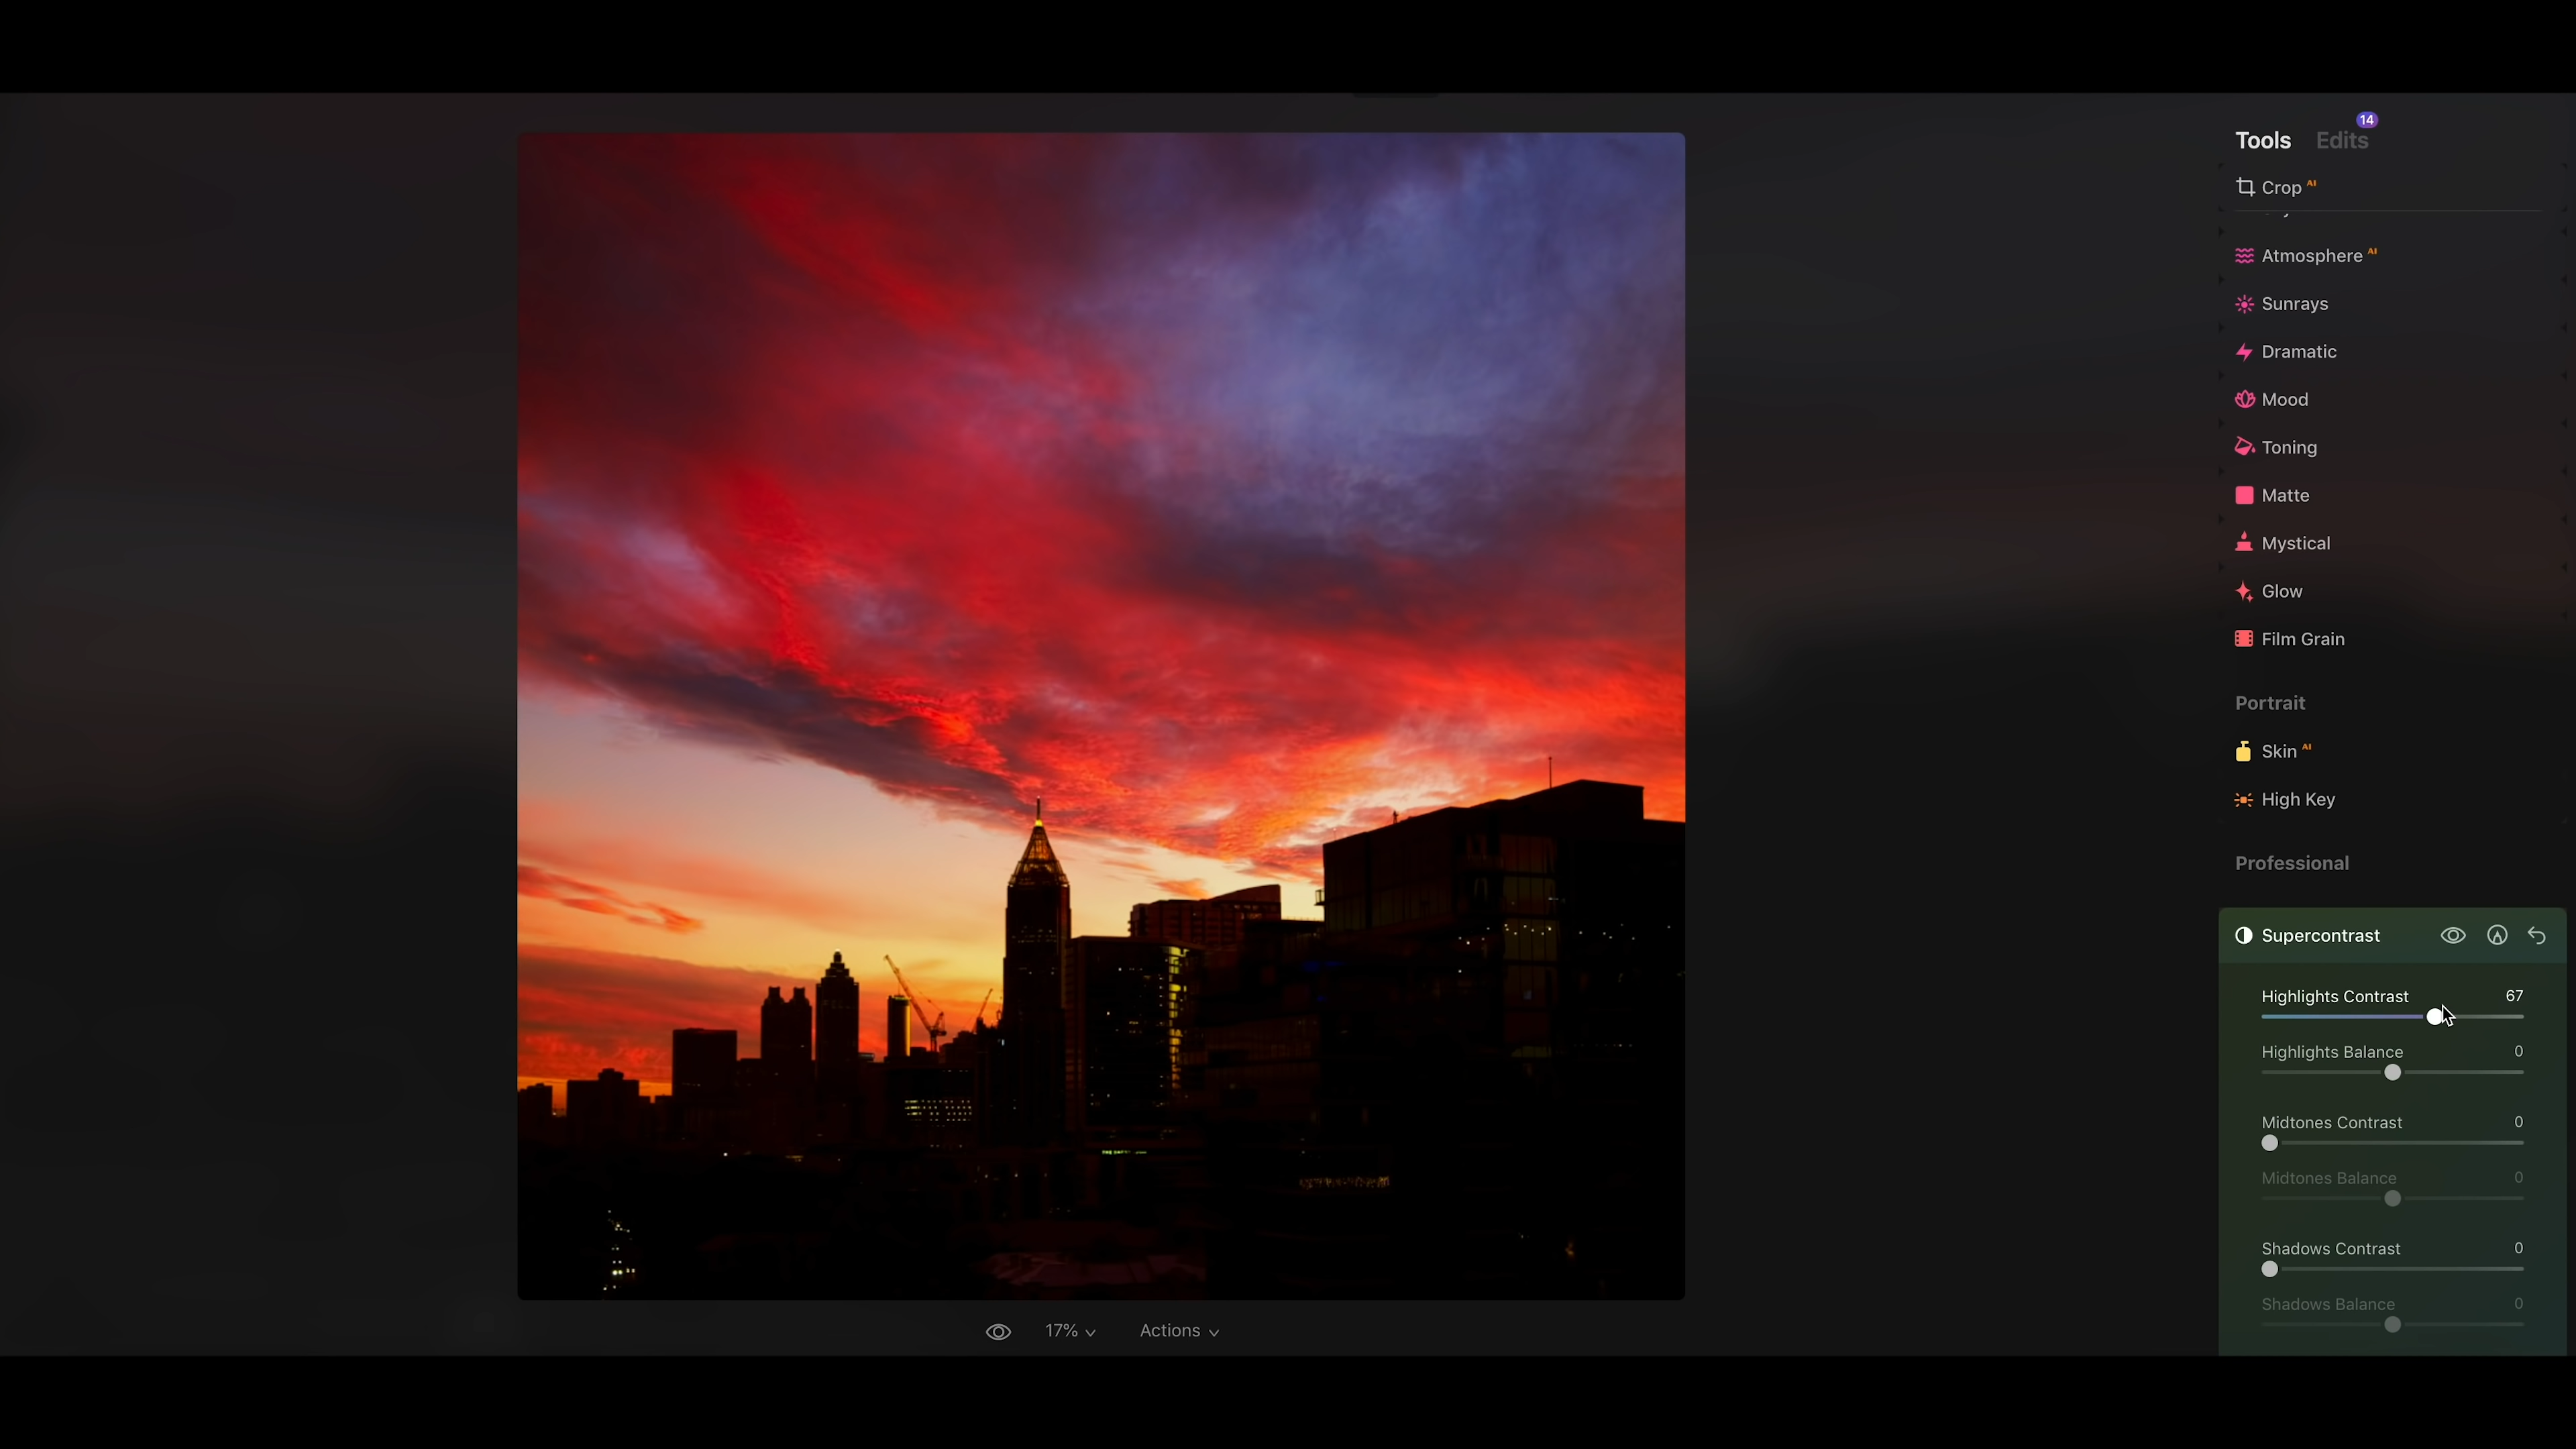 14
Tools Edits
Crop AI
Atmosphere AI
Sunrays
Dramatic
Mood
Toning
Matte
Mystical
Glow
Film Grain
Portrait
Skin AI
High Key
Professional
Supercontrast
Highlights Contrast 67
Highlights Balance 0
Midtones Contrast 0
Midtones Balance 0
Shadows Contrast 0
Shadows Balance 0
17% Actions